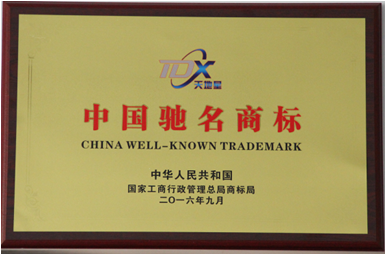 TDX
天地星
中国驰名商标
CHINA WELL-KNOWN TRADEMARK
中华人民共和国
国家工商行政管理总局商标局
二〇一六年九月